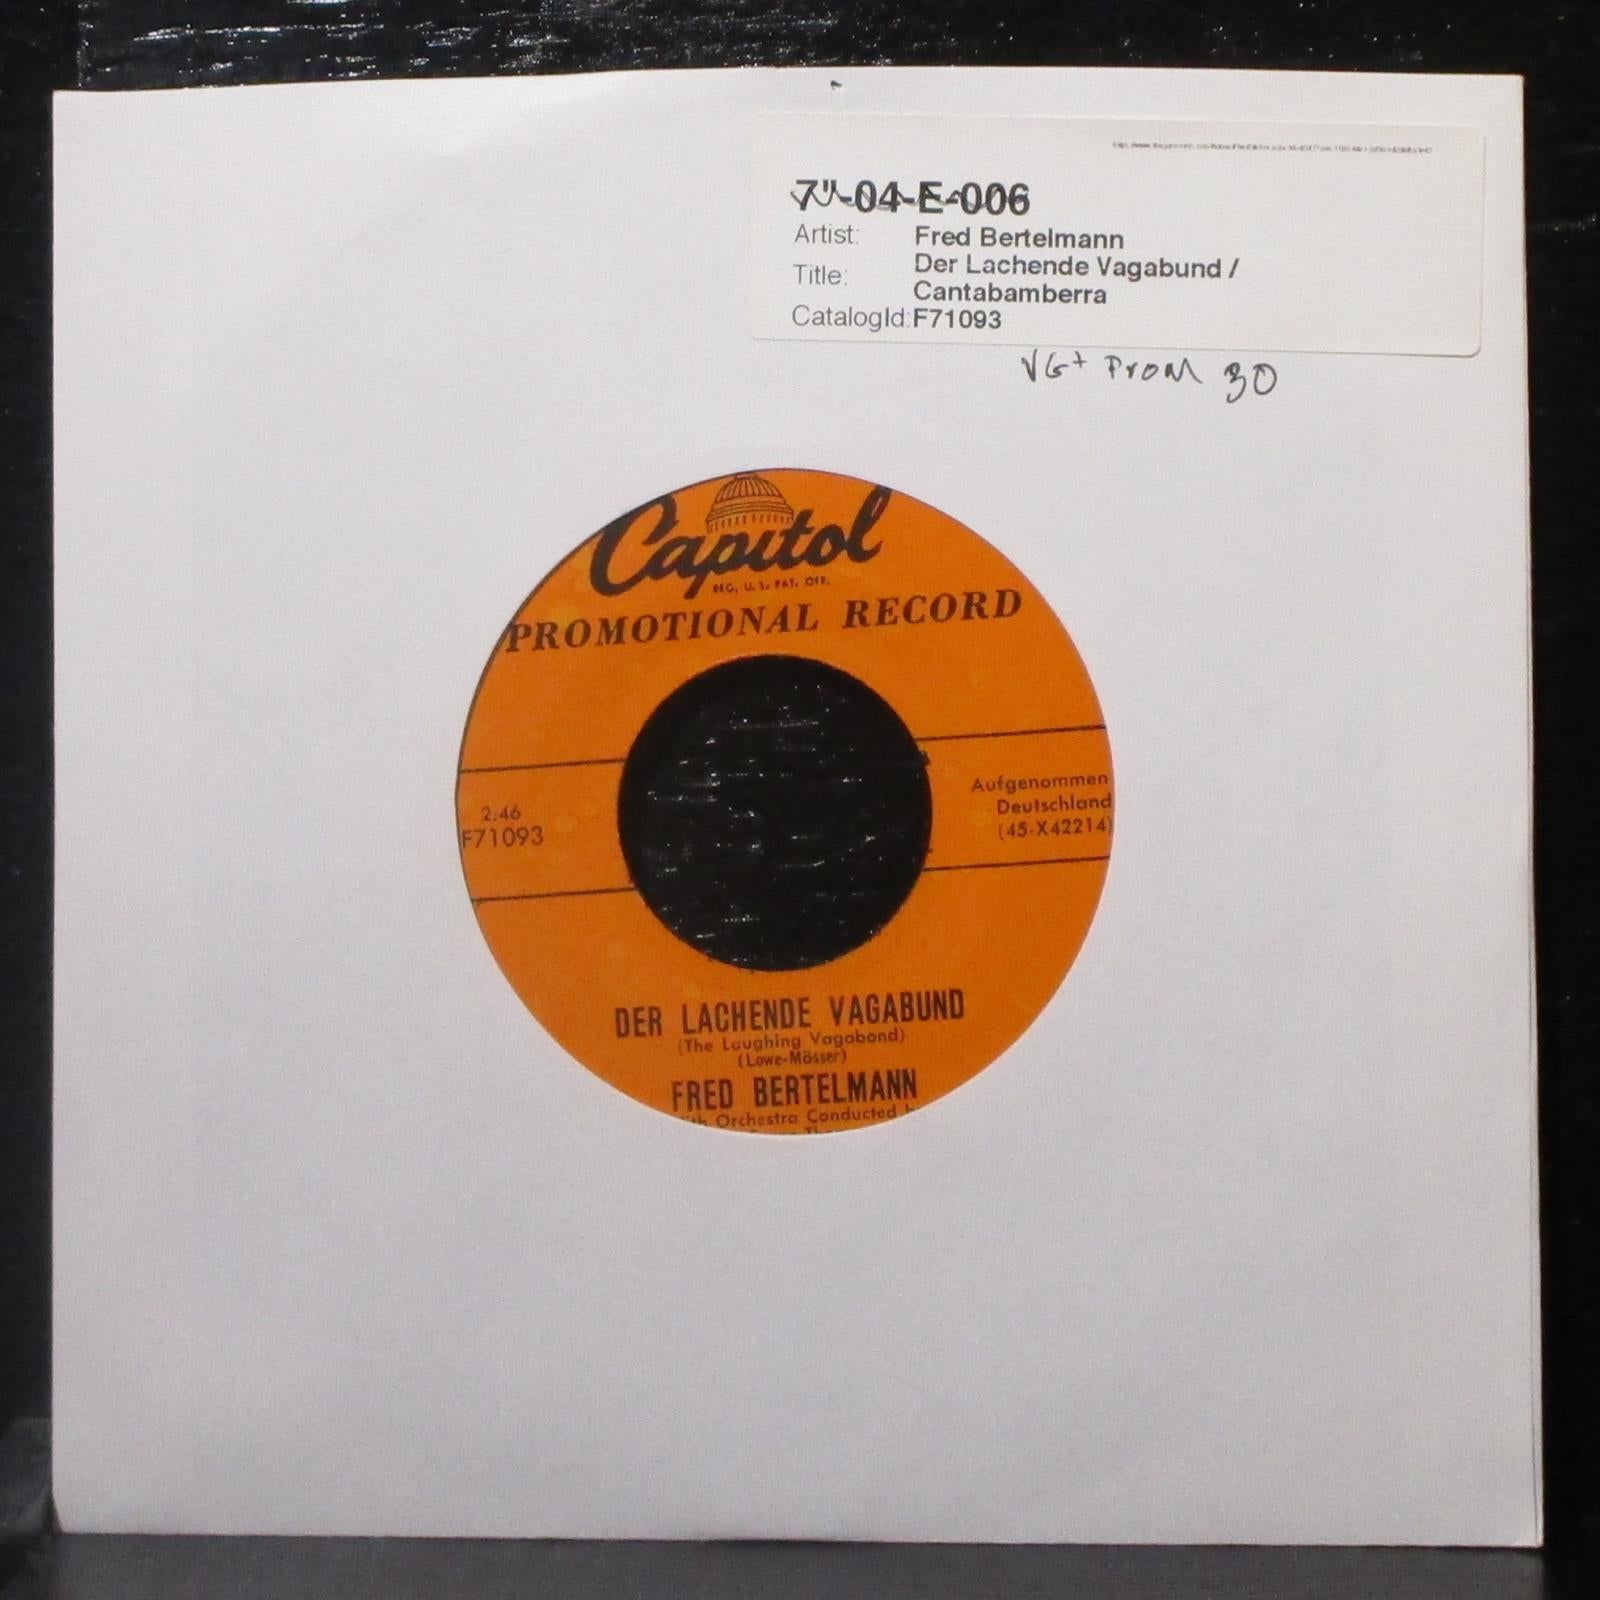 7"-04-E-006
Artist: Fred Bertelmann
Title: Der Lachende Vagabund /
Cantabamberra
CatalogId: F71093
VG+ Prom 30
Capitol
REG. U.S. PAT. OFF.
PROMOTIONAL RECORD
2:46
F71093
Aufgenommen
Deutschland
(45-X42214)
DER LACHENDE VAGABUND
(The Laughing Vagabond)
(Lowe-Mösser)
FRED BERTELMANN
Orchestra Conducted